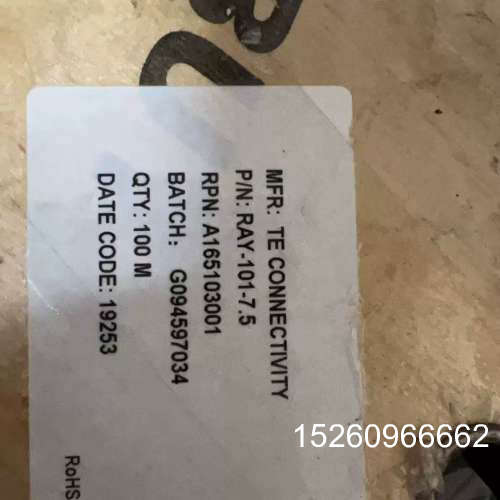 MFR: TE CONNECTIVITY
P/N: RAY-101-7.5
RPN: A165103001
BATCH: G094597034
QTY: 100 M
DATE CODE: 19253
RoHS
15260966662